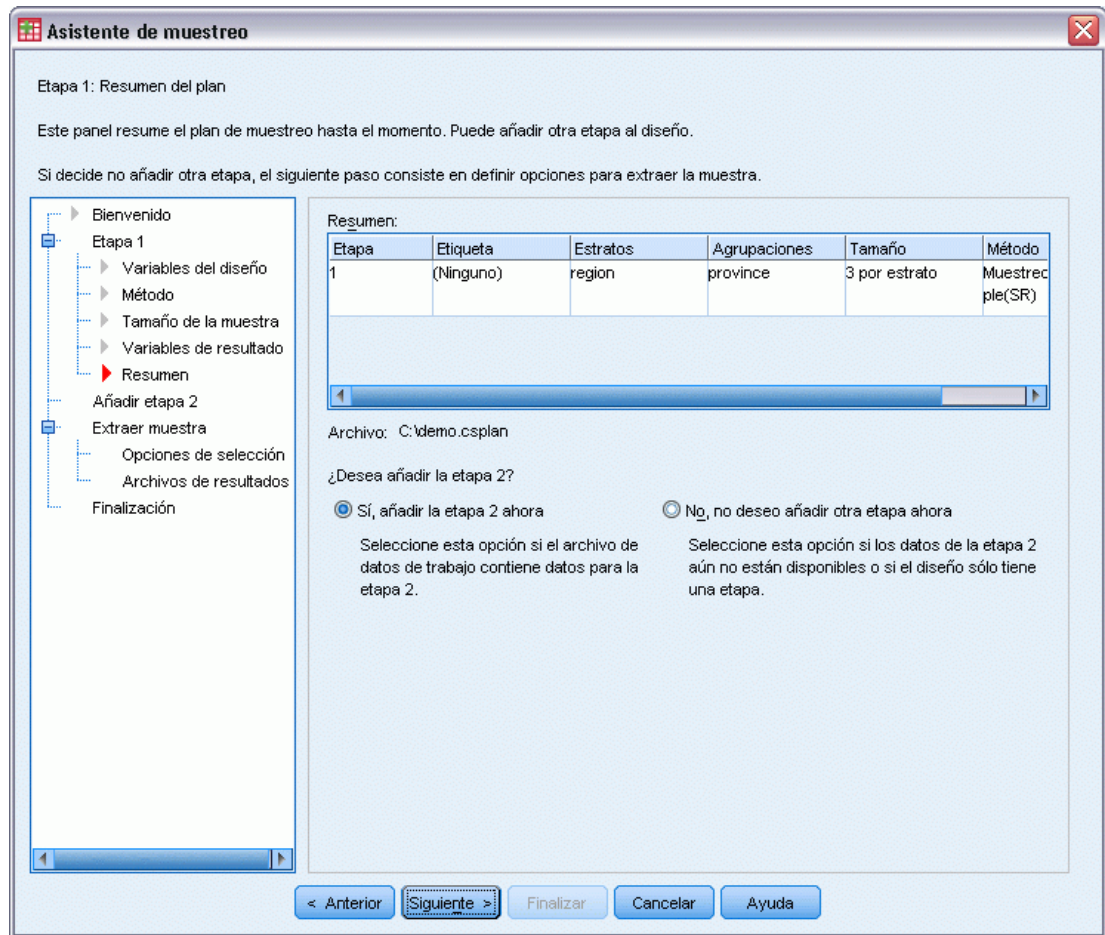 Asistente de muestreo
Etapa 1: Resumen del plan
Este panel resume el plan de muestreo hasta el momento. Puede añadir otra etapa al diseño.
Si decide no añadir otra etapa, el siguiente paso consiste en definir opciones para extraer la muestra.
Bienvenido
Etapa 1
Variables del diseño
Método
Tamaño de la muestra
Variables de resultado
Resumen
Añadir etapa 2
Extraer muestra
Opciones de selección
Archivos de resultados
Finalización
Resumen:
Etapa Etiqueta Estratos Agrupaciones Tamaño Método
1 (Ninguno) region province 3 por estrato Muestrec
ple(SR)
Archivo: C:\demo.csplan
¿Desea añadir la etapa 2?
Sí, añadir la etapa 2 ahora
Seleccione esta opción si el archivo de
datos de trabajo contiene datos para la
etapa 2.
No, no deseo añadir otra etapa ahora
Seleccione esta opción si los datos de la etapa 2
aún no están disponibles o si el diseño sólo tiene
una etapa.
< Anterior Siguiente > Finalizar Cancelar Ayuda